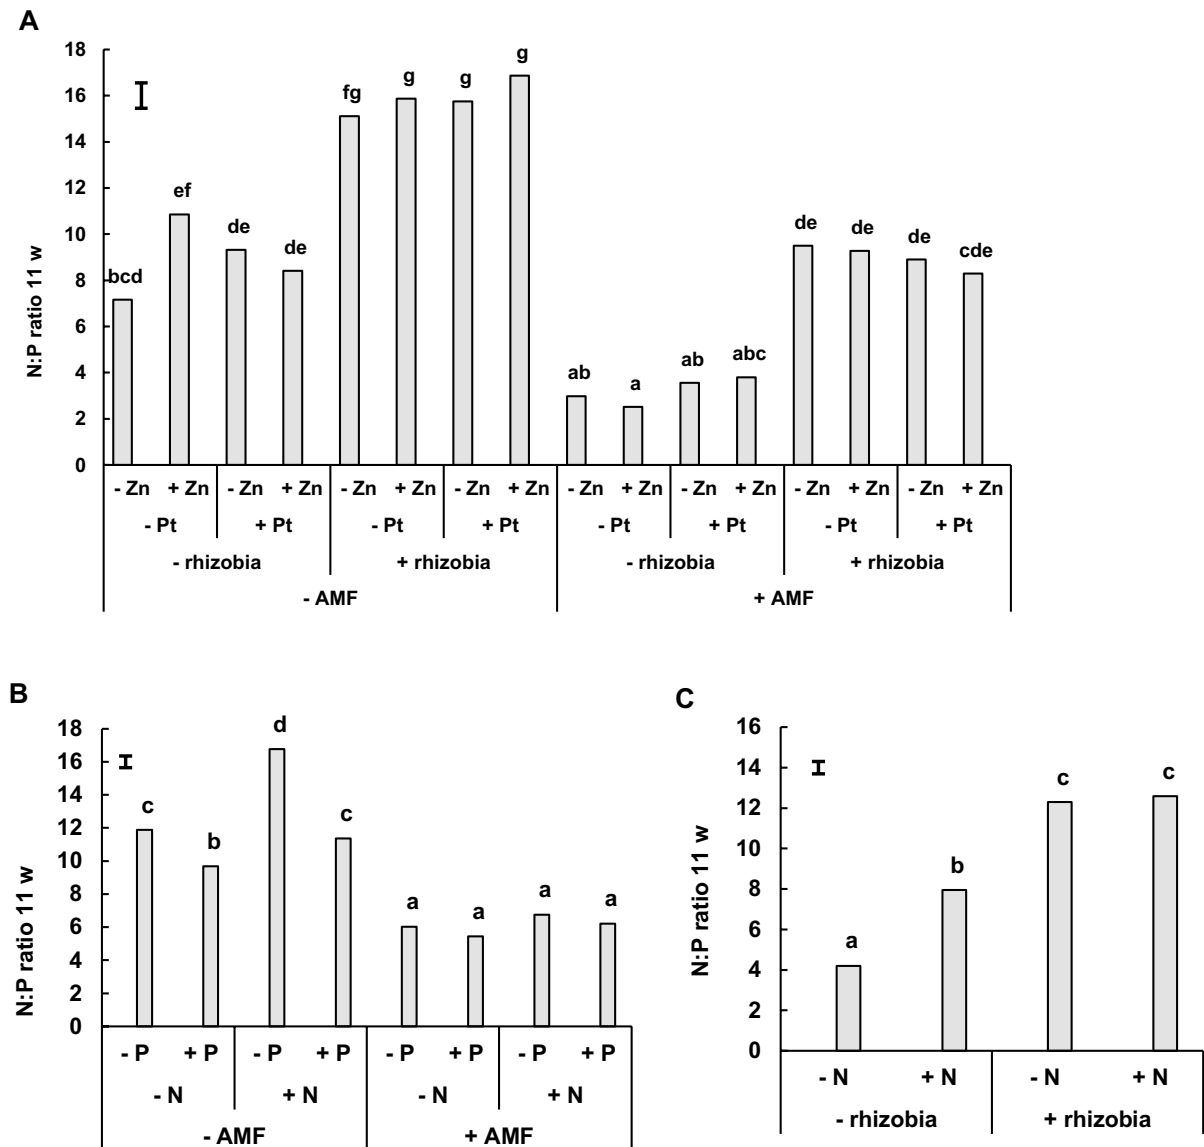 A
18
16
14
12
10
8
6
4
2
0
N:P ratio 11 w
bcd ef de de fg g g g ab a ab abc de de de cde
- Zn + Zn - Zn + Zn - Zn + Zn - Zn + Zn - Zn + Zn - Zn + Zn - Zn + Zn - Zn + Zn
- Pt + Pt - Pt + Pt - Pt + Pt - Pt + Pt
- rhizobia + rhizobia - rhizobia + rhizobia
- AMF + AMF
B
18
16
14
12
10
8
6
4
2
0
N:P ratio 11 w
c b d c a a a a
- P + P - P + P - P + P - P + P
- N + N - N + N
- AMF + AMF
C
16
14
12
10
8
6
4
2
0
N:P ratio 11 w
a b c c
- N + N - N + N
- rhizobia + rhizobia